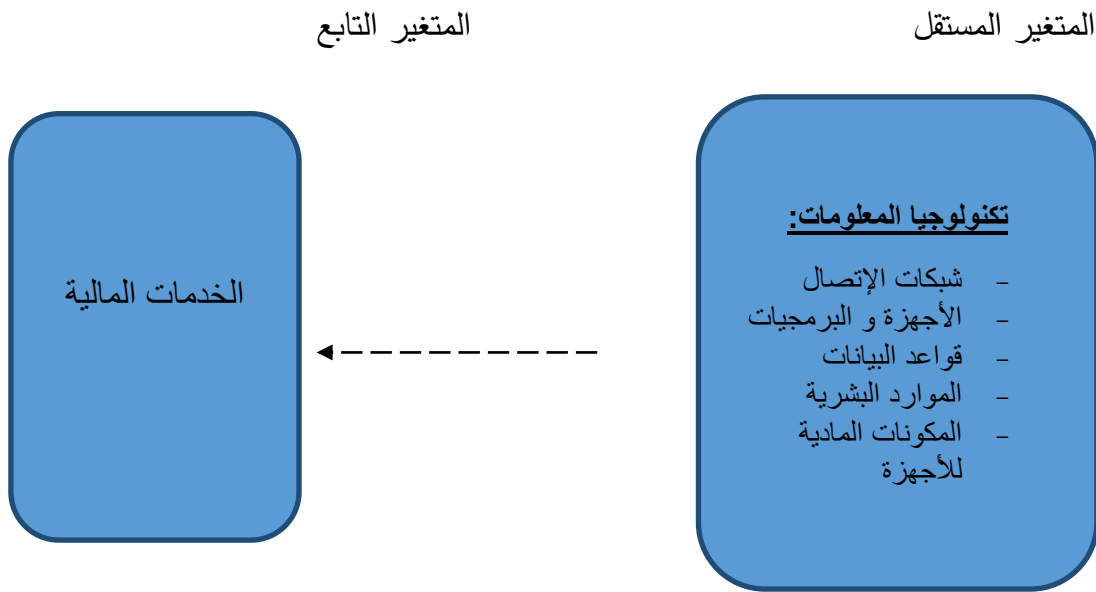 المتغير المستقل
المتغير التابع
تكنولوجيا المعلومات:
- شبكات الإتصال
- الأجهزة و البرمجيات
- قواعد البيانات
- الموارد البشرية
- المكونات المادية
للأجهزة
الخدمات المالية